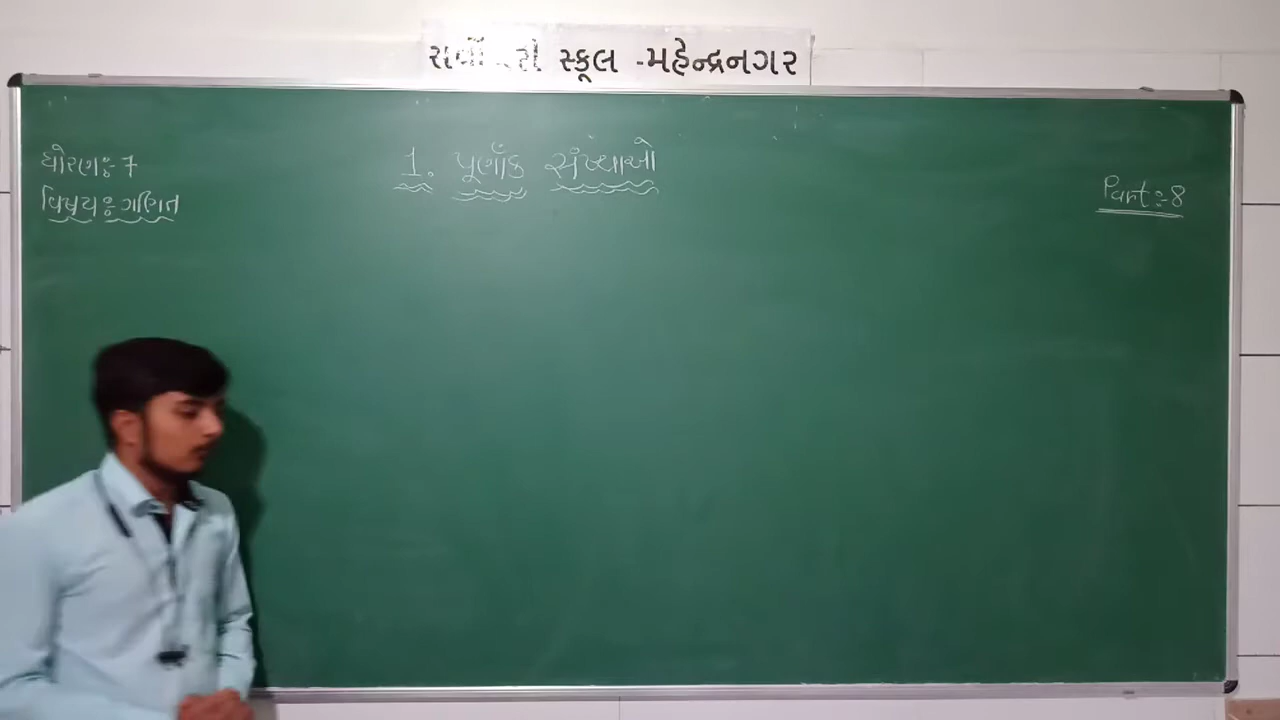 સ્કૂલ -મહેન્દ્રનગર
ધોરણઃ- 7
1. પૂર્ણાંક સંખ્યાઓ
વિષયઃ- ગણિત
Part:-8